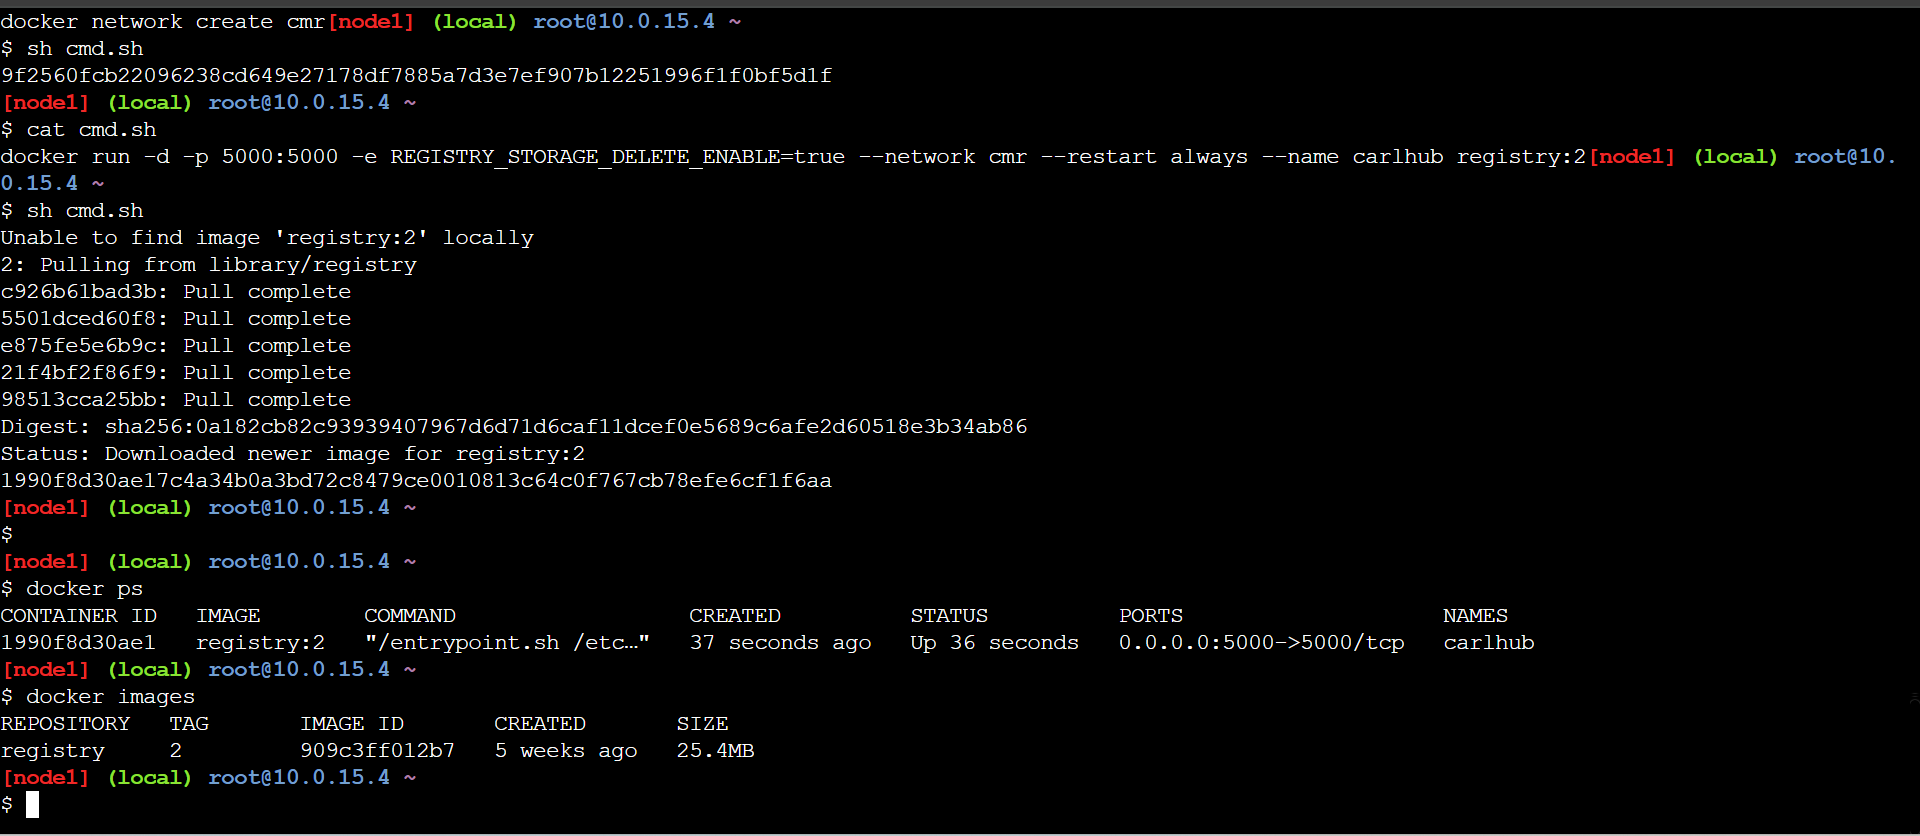 docker network create cmr[node1] (local) root@10.0.15.4 ~
$ sh cmd.sh
9f2560fcb22096238cd649e27178df7885a7d3e7ef907b12251996f1f0bf5d1f
[node1] (local) root@10.0.15.4 ~
$ cat cmd.sh
docker run -d -p 5000:5000 -e REGISTRY_STORAGE_DELETE_ENABLE=true --network cmr --restart always --name carlhub registry:2[node1] (local) root@10.
0.15.4 ~
$ sh cmd.sh
Unable to find image 'registry:2' locally
2: Pulling from library/registry
c926b61bad3b: Pull complete
5501dced60f8: Pull complete
e875fe5e6b9c: Pull complete
21f4bf2f86f9: Pull complete
98513cca25bb: Pull complete
Digest: sha256:0a182cb82c93939407967d6d71d6caf11dcef0e5689c6afe2d60518e3b34ab86
Status: Downloaded newer image for registry:2
1990f8d30ae17c4a34b0a3bd72c8479ce0010813c64c0f767cb78efe6cf1f6aa
[node1] (local) root@10.0.15.4 ~
$
[node1] (local) root@10.0.15.4 ~
$ docker ps
CONTAINER ID   IMAGE        COMMAND                  CREATED          STATUS          PORTS                    NAMES
1990f8d30ae1   registry:2   "/entrypoint.sh /etc…"   37 seconds ago   Up 36 seconds   0.0.0.0:5000->5000/tcp   carlhub
[node1] (local) root@10.0.15.4 ~
$ docker images
REPOSITORY   TAG       IMAGE ID       CREATED       SIZE
registry     2         909c3ff012b7   5 weeks ago   25.4MB
[node1] (local) root@10.0.15.4 ~
$